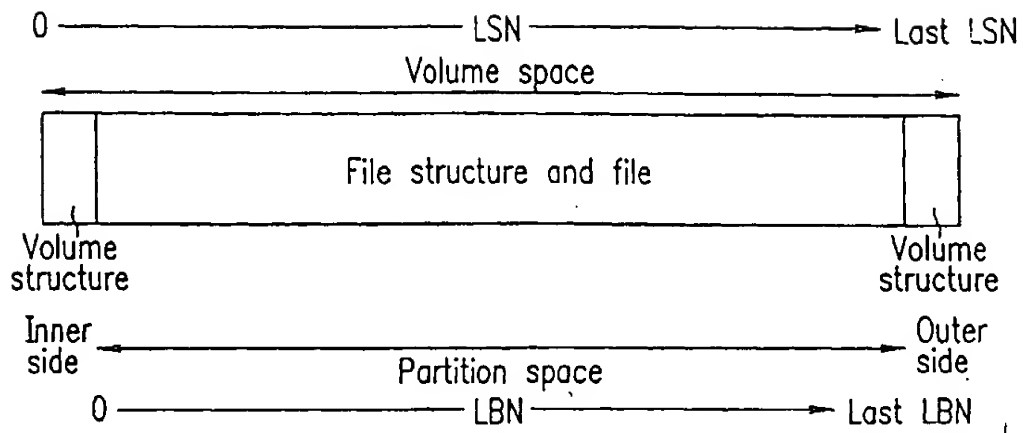 0 LSN Last LSN
Volume space
File structure and file
Volume structure
Volume structure
Inner side
Outer side
Partition space
0 LBN Last LBN